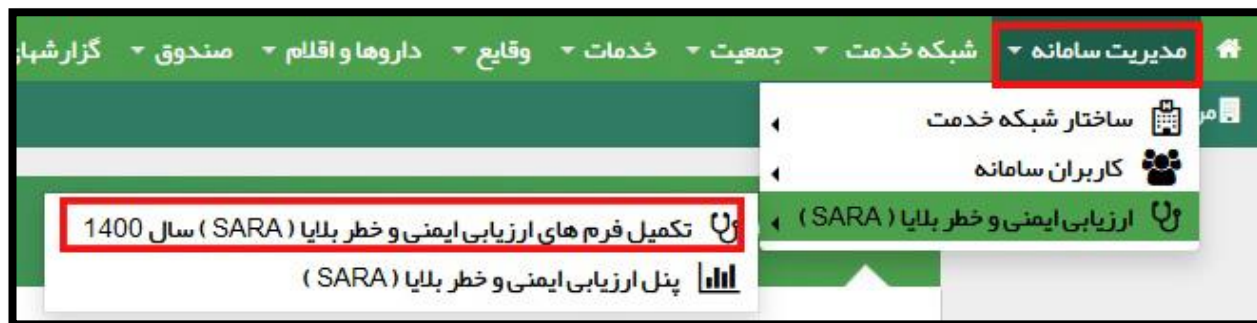 مدیریت سامانه شبکه خدمت جمعیت خدمات وقایع داروها و اقلام صندوق
ساختار شبکه خدمت
کاربران سامانه
ارزیابی ایمنی و خطر بلایا ( SARA )
تکمیل فرم های ارزیابی ایمنی و خطر بلایا ( SARA ) سال 1400
پنل ارزیابی ایمنی و خطر بلایا ( SARA )